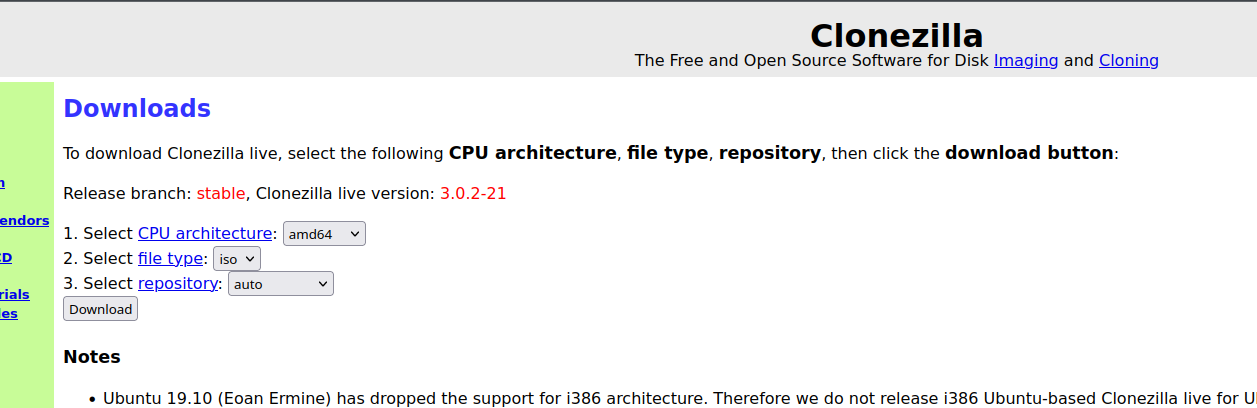 Clonezilla
The Free and Open Source Software for Disk Imaging and Cloning
Downloads
To download Clonezilla live, select the following CPU architecture, file type, repository, then click the download button:
Release branch: stable, Clonezilla live version: 3.0.2-21
endors
rials
1. Select CPU architecture: amd64
2. Select file type: iso
3. Select repository: auto
Download
Notes
• Ubuntu 19.10 (Eoan Ermine) has dropped the support for i386 architecture. Therefore we do not release i386 Ubuntu-based Clonezilla live for